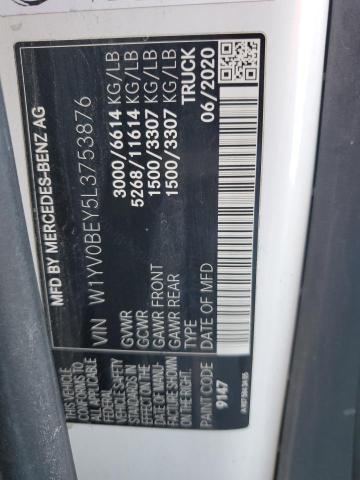 MFD BY MERCEDES-BENZ AG
VIN W1YV0BEY5L3753876
GVWR 3000/6614 KG/LB
GCWR 5268/11614 KG/LB
GAWR FRONT 1500/3307 KG/LB
GAWR REAR 1500/3307 KG/LB
TYPE TRUCK
DATE OF MFD 06/2020
THIS VEHICLE CONFORMS TO
ALL APPLICABLE
FEDERAL MOTOR
VEHICLE SAFETY
STANDARDS IN
EFFECT ON THE
DATE OF MANU-
FACTURE SHOWN
ON THE RIGHT.
PAINT CODE
9147